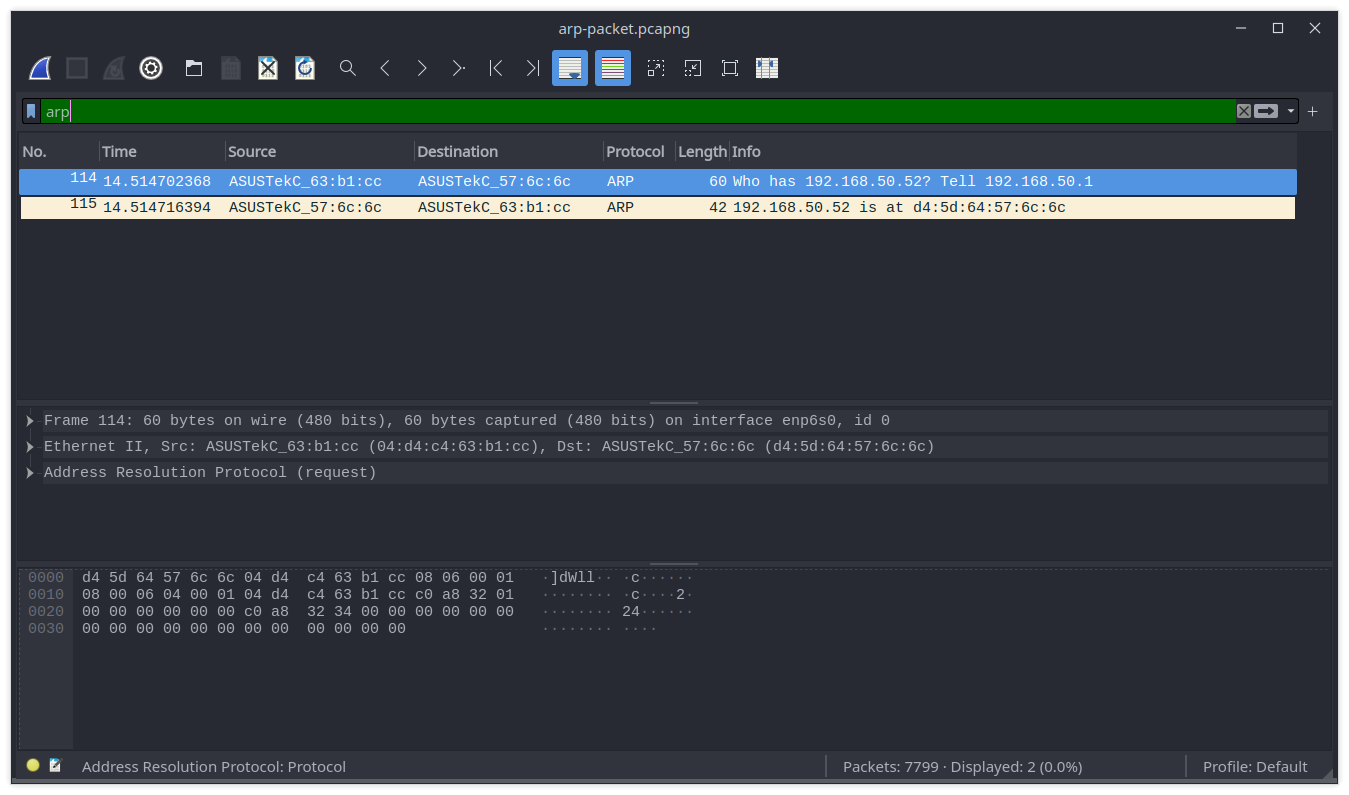 arp-packet.pcapng
arp
No. Time Source Destination Protocol Length Info
114 14.514702368 ASUSTekC_63:b1:cc ASUSTekC_57:6c:6c ARP 60 Who has 192.168.50.52? Tell 192.168.50.1
115 14.514716394 ASUSTekC_57:6c:6c ASUSTekC_63:b1:cc ARP 42 192.168.50.52 is at d4:5d:64:57:6c:6c
Frame 114: 60 bytes on wire (480 bits), 60 bytes captured (480 bits) on interface enp6s0, id 0
Ethernet II, Src: ASUSTekC_63:b1:cc (04:d4:c4:63:b1:cc), Dst: ASUSTekC_57:6c:6c (d4:5d:64:57:6c:6c)
Address Resolution Protocol (request)
0000 d4 5d 64 57 6c 6c 04 d4 c4 63 b1 cc 08 06 00 01 ·]dWll·· ·c······
0010 08 00 06 04 00 01 04 d4 c4 63 b1 cc c0 a8 32 01 ········ ·c····2·
0020 00 00 00 00 00 00 c0 a8 32 34 00 00 00 00 00 00 ········ 24······
0030 00 00 00 00 00 00 00 00 00 00 00 00 ········ ····
Address Resolution Protocol: Protocol Packets: 7799 · Displayed: 2 (0.0%) Profile: Default